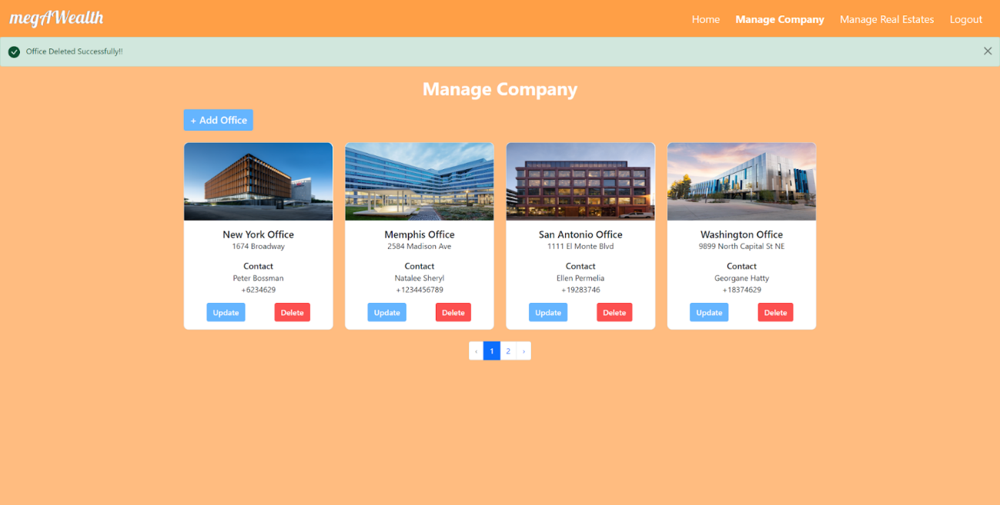 megAWealth
Home Manage Company Manage Real Estates Logout
Office Deleted Successfully!!
Manage Company
+ Add Office
New York Office
1674 Broadway
Contact
Peter Bossman
+6234629
Update Delete
Memphis Office
2584 Madison Ave
Contact
Natalee Sheryl
+1234456789
Update Delete
San Antonio Office
1111 El Monte Blvd
Contact
Ellen Permelia
+19283746
Update Delete
Washington Office
9899 North Capital St NE
Contact
Georgane Hatty
+18374629
Update Delete
‹ 1 2 ›